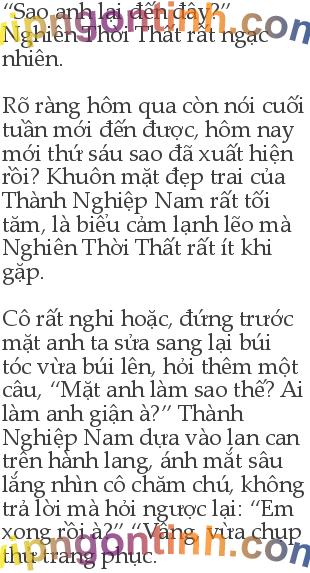 “Sao anh lại đến đây?”
Nghiên Thời Thất rất ngạc
nhiên.
Rõ ràng hôm qua còn nói cuối
tuần mới đến được, hôm nay
mới thứ sáu sao đã xuất hiện
rồi? Khuôn mặt đẹp trai của
Thành Nghiệp Nam rất tối
tăm, là biểu cảm lạnh lẽo mà
Nghiên Thời Thất rất ít khi
gặp.
Cô rất nghi hoặc, đứng trước
mặt anh ta sửa sang lại búi
tóc vừa búi lên, hỏi thêm một
câu, “Mặt anh làm sao thế? Ai
làm anh giận à?” Thành
Nghiệp Nam dựa vào lan can
trên hành lang, ánh mắt sâu
lắng nhìn cô chăm chú, không
trả lời mà hỏi ngược lại: “Em
xong rồi à?” “Vâng, vừa chụp
thử trang phục.
vipngontinh.com
vipngontinh.com